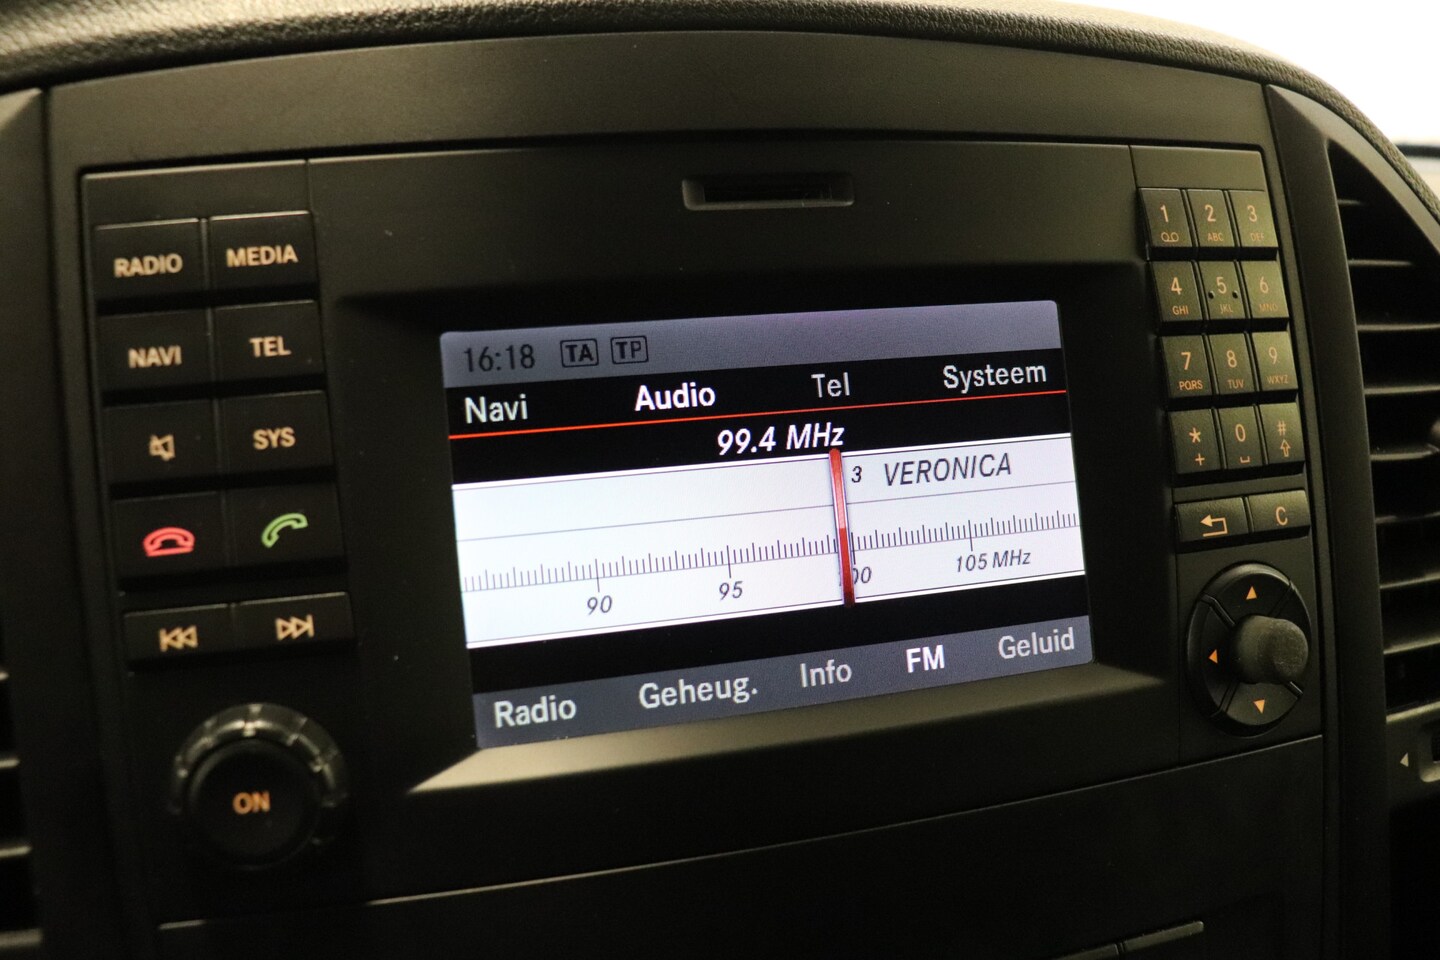 RADIO MEDIA
NAVI TEL
SYS
ON
16:18 TA TP
Navi Audio Tel Systeem
99.4 MHz
3 VERONICA
90 95 00 105 MHz
Radio Geheug. Info FM Geluid
1 2 3
ABC DEF
4 5 6
GHI JKL MNO
7 8 9
PQRS TUV WXYZ
* 0 #
+
C